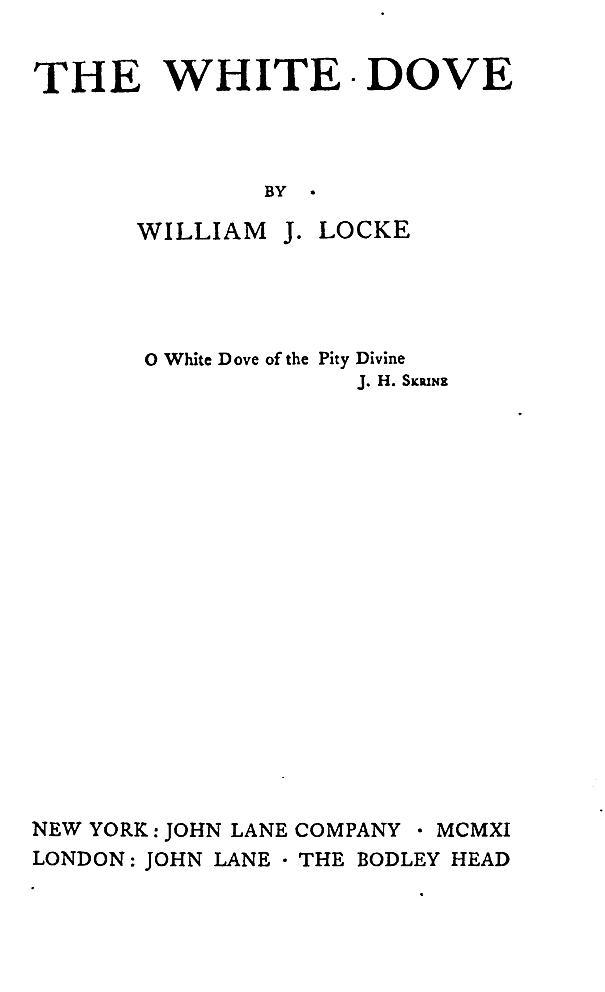 THE WHITE DOVE
BY
WILLIAM J. LOCKE
O White Dove of the Pity Divine
J. H. SKRINE
NEW YORK: JOHN LANE COMPANY · MCMXI
LONDON: JOHN LANE · THE BODLEY HEAD